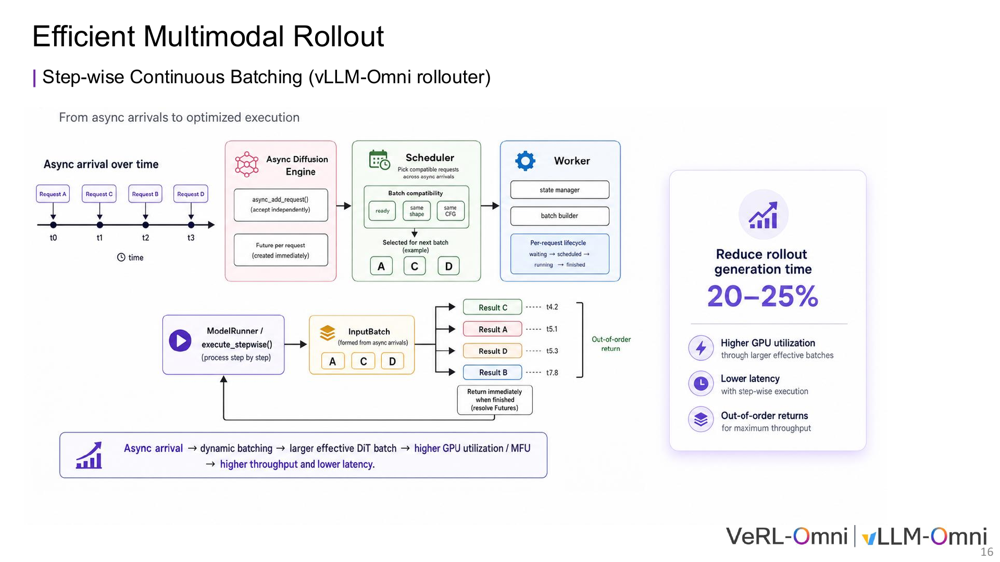 Efficient Multimodal Rollout
Step-wise Continuous Batching (vLLM-Omni rollouter)
From async arrivals to optimized execution
Async arrival over time
Request A
Request C
Request B
Request D
t0
t1
t2
t3
time
Async Diffusion
Engine
async_add_request()
(accept independently)
Future per request
(created immediately)
Scheduler
Pick compatible requests
across async arrivals
Batch compatibility
ready
same
shape
same
CFG
Selected for next batch
(example)
A
C
D
Worker
state manager
batch builder
Per-request lifecycle
waiting → scheduled →
running → finished
ModelRunner /
execute_stepwise()
(process step by step)
InputBatch
(formed from async arrivals)
A
C
D
Result C ----- t4.2
Result A ----- t5.1
Result D ----- t5.3
Result B ----- t7.8
Out-of-order
return
Return immediately
when finished
(resolve Futures)
Async arrival → dynamic batching → larger effective DiT batch → higher GPU utilization / MFU
→ higher throughput and lower latency.
Reduce rollout
generation time
20–25%
Higher GPU utilization
through larger effective batches
Lower latency
with step-wise execution
Out-of-order returns
for maximum throughput
VeRL-Omni | vLLM-Omni
16